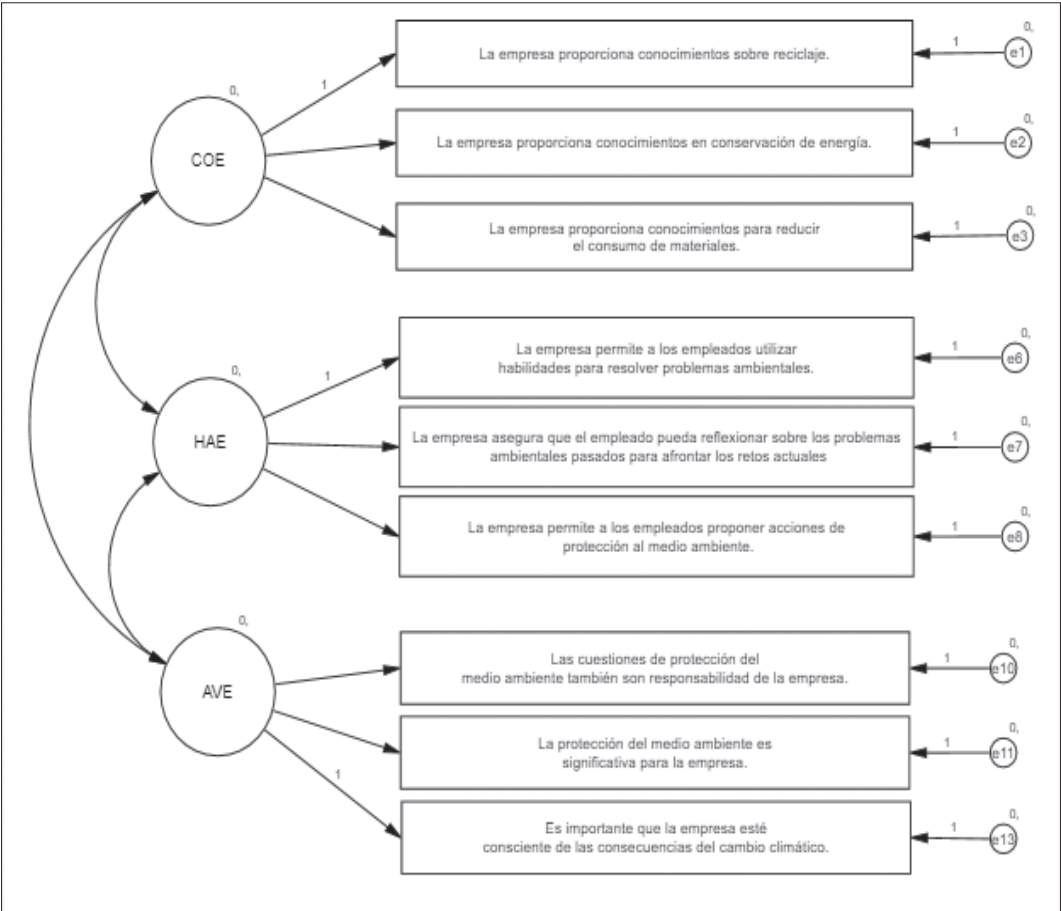 0,
1
La empresa proporciona conocimientos sobre reciclaje.
1
0,
e1
COE
La empresa proporciona conocimientos en conservación de energía.
1
0,
e2
La empresa proporciona conocimientos para reducir
el consumo de materiales.
1
0,
e3
0,
1
La empresa permite a los empleados utilizar
habilidades para resolver problemas ambientales.
1
0,
e6
HAE
La empresa asegura que el empleado pueda reflexionar sobre los problemas
ambientales pasados para afrontar los retos actuales
1
0,
e7
La empresa permite a los empleados proponer acciones de
protección al medio ambiente.
1
0,
e8
0,
AVE
Las cuestiones de protección del
medio ambiente también son responsabilidad de la empresa.
1
0,
e10
La protección del medio ambiente es
significativa para la empresa.
1
0,
e11
1
Es importante que la empresa esté
consciente de las consecuencias del cambio climático.
1
0,
e13